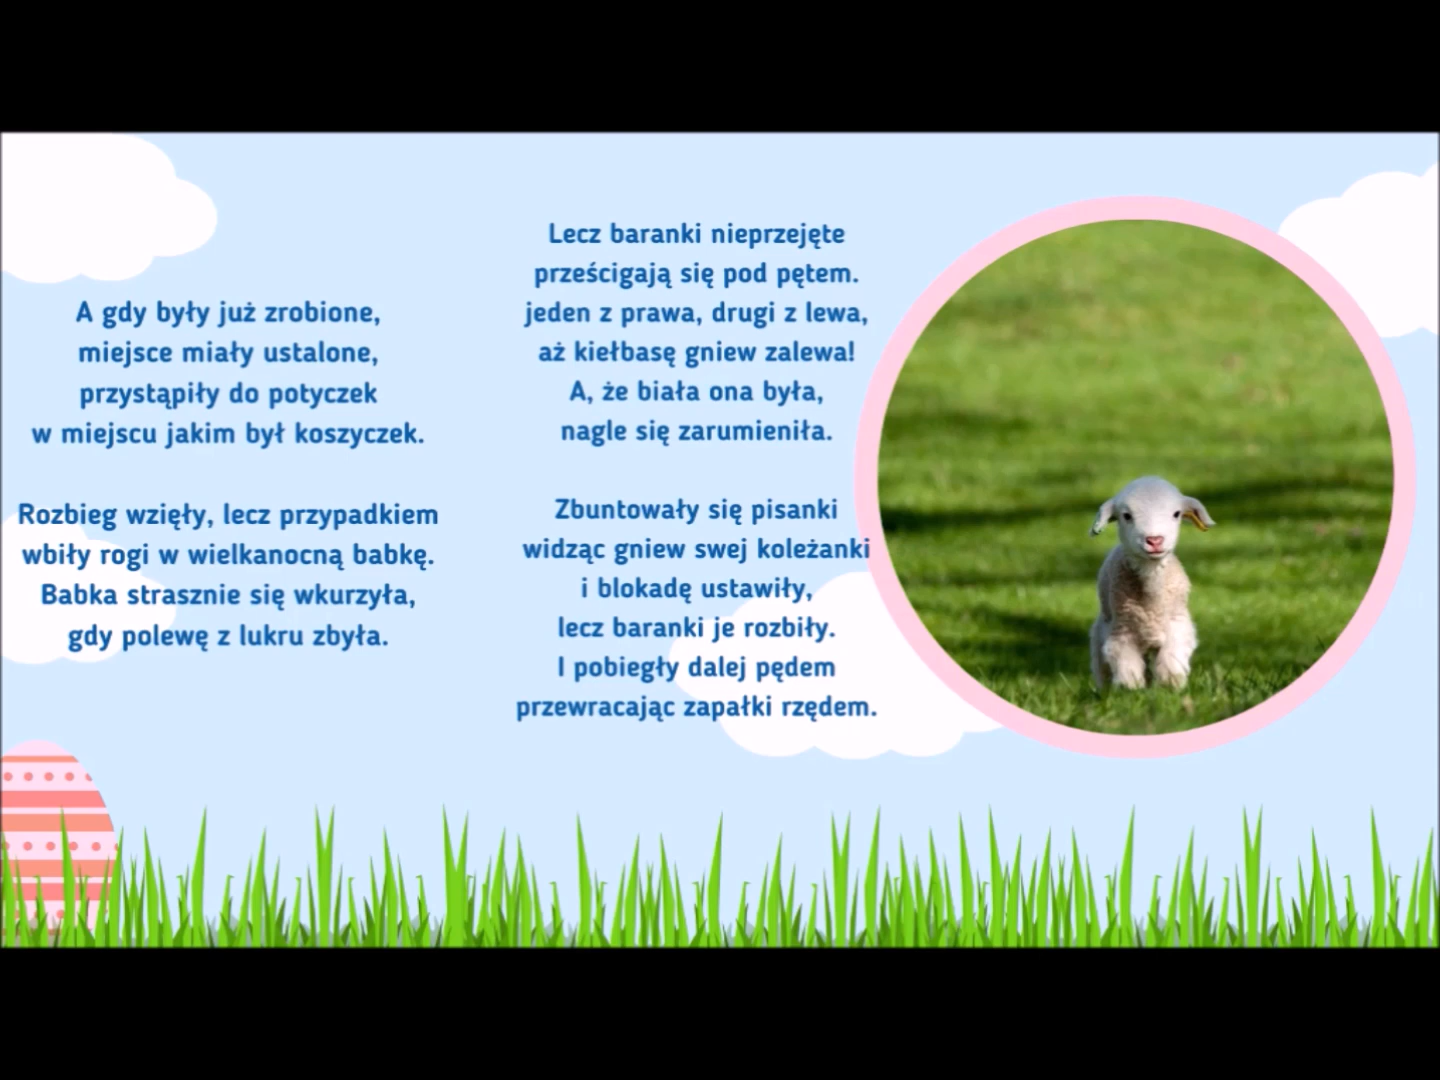 A gdy były już zrobione,
miejsce miały ustalone,
przystąpiły do potyczek
w miejscu jakim był koszyczek.
Rozbieg wzięły, lecz przypadkiem
wbiły rogi w wielkanocną babkę.
Babka strasznie się wkurzyła,
gdy polewę z lukru zbyła.
Lecz baranki nieprzejęte
prześcigają się pod pętem.
jeden z prawa, drugi z lewa,
aż kiełbasę gniew zalewa!
A, że biała ona była,
nagle się zarumieniła.
Zbuntowały się pisanki
widząc gniew swej koleżanki
i blokadę ustawiły,
lecz baranki je rozbiły.
I pobiegły dalej pędem
przewracając zapałki rzędem.